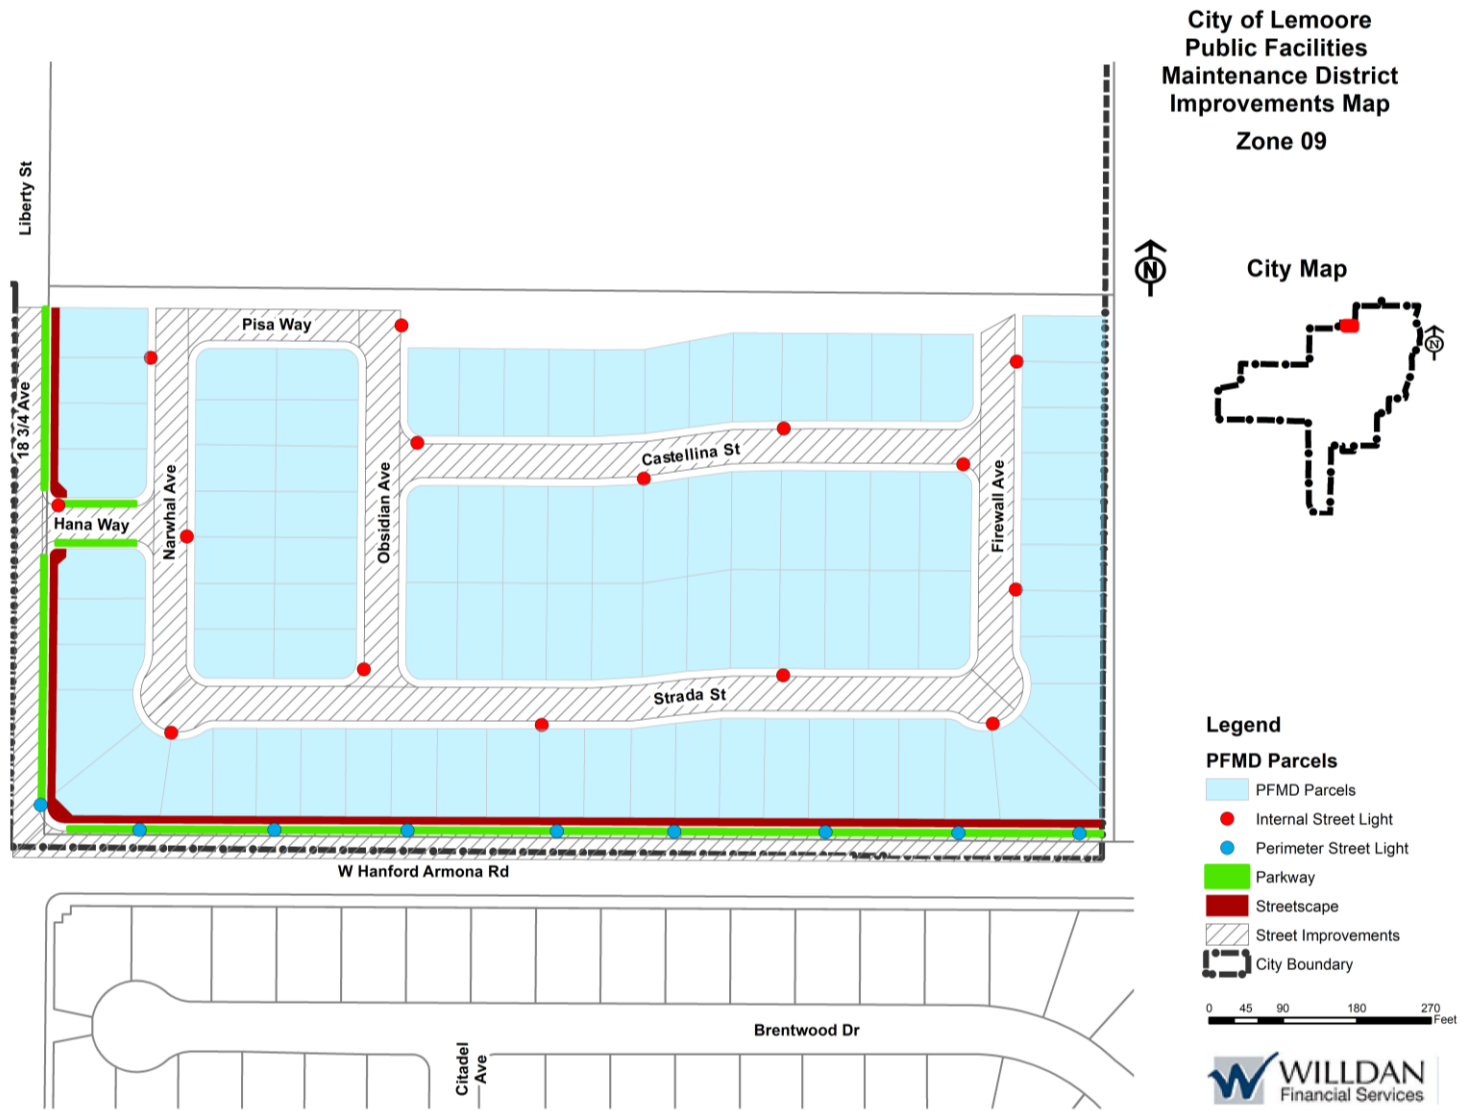 City of Lemoore
Public Facilities
Maintenance District
Improvements Map
Zone 09
Liberty St
N
City Map
N
Pisa Way
18 3/4 Ave
Castellina St
Narwhal Ave
Obsidian Ave
Firewall Ave
Hana Way
Strada St
W Hanford Armona Rd
Legend
PFMD Parcels
PFMD Parcels
Internal Street Light
Perimeter Street Light
Parkway
Streetscape
Street Improvements
City Boundary
0 45 90 180 270
Feet
Brentwood Dr
Citadel
Ave
W WILLDAN
Financial Services